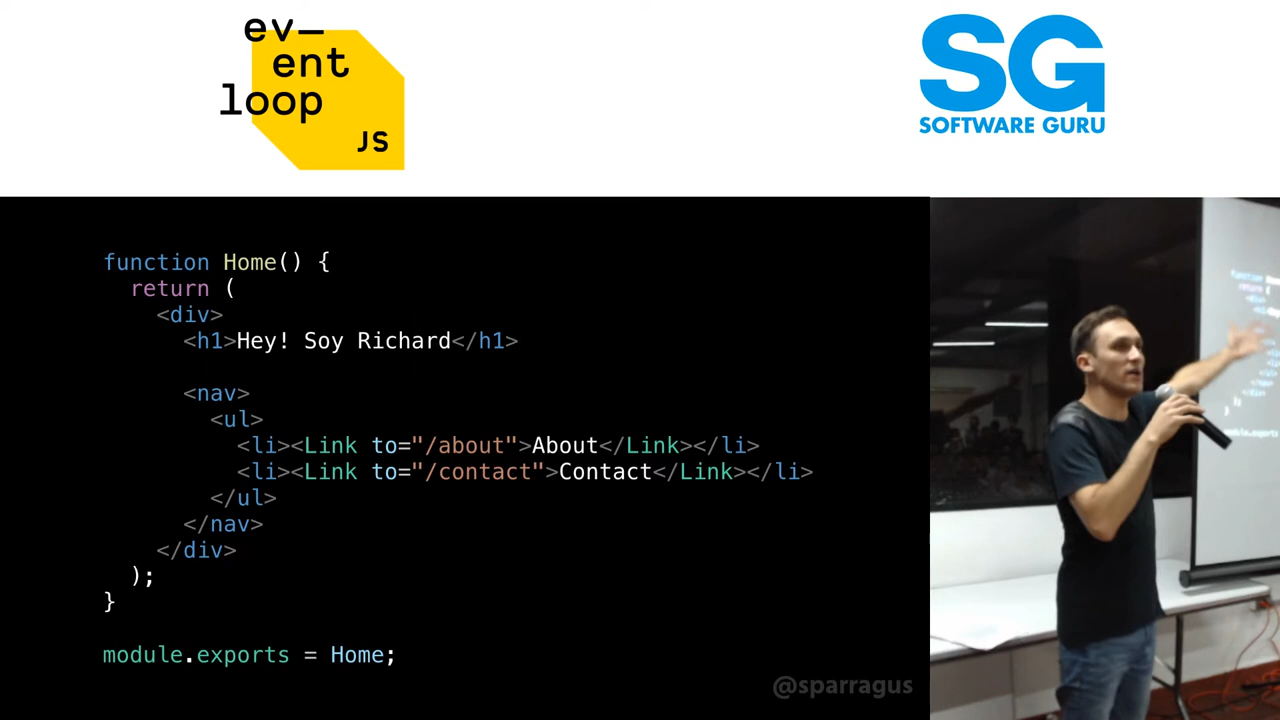 ev—
ent
loop
JS
SG
SOFTWARE GURU
function Home() {
  return (
    <div>
      <h1>Hey! Soy Richard</h1>
      <nav>
        <ul>
          <li><Link to="/about">About</Link></li>
          <li><Link to="/contact">Contact</Link></li>
        </ul>
      </nav>
    </div>
  );
}
module.exports = Home;
@sparragus